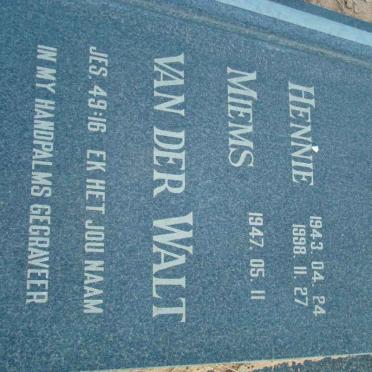 HENNIE 1943. 04. 24
1998. 11. 27
MIEMS 1947. 05. 11
VAN DER WALT
JES. 49:16 EK HET JOU NAAM
IN MY HANDPALMS GEGRAVEER